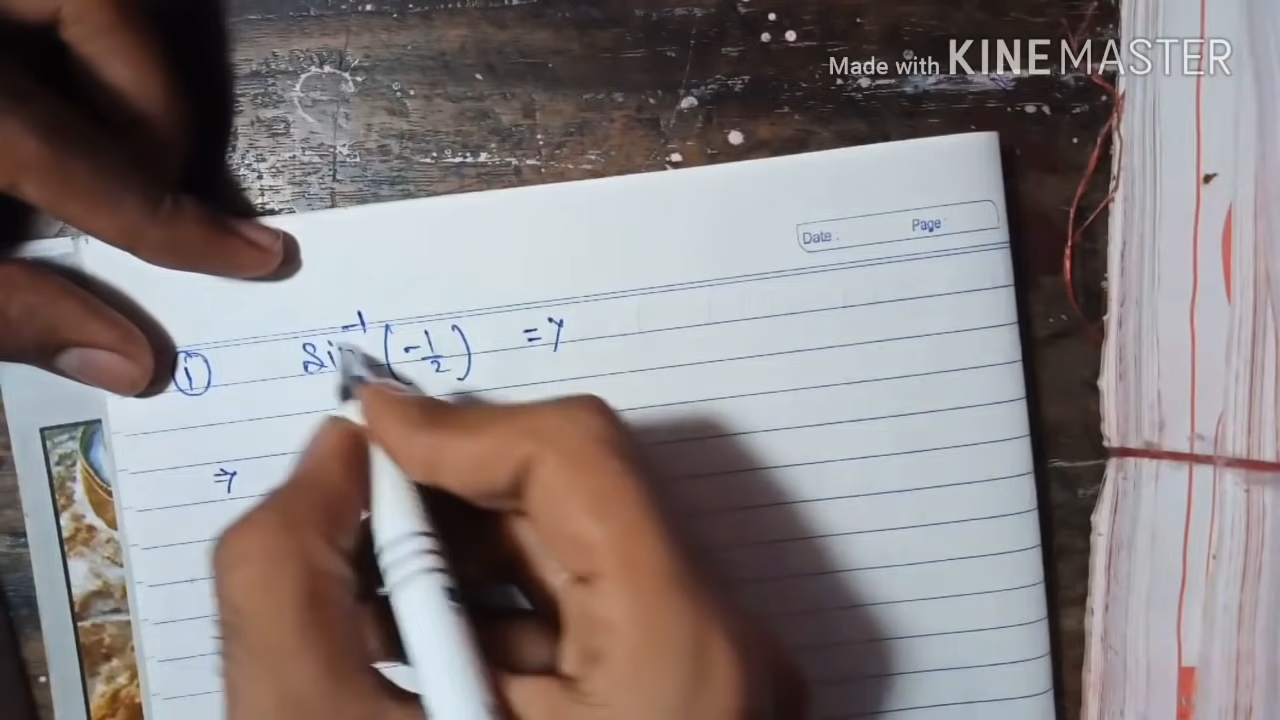 Made with KINEMASTER
Date. Page
① sin⁻¹ (-1/2) = y
⇒